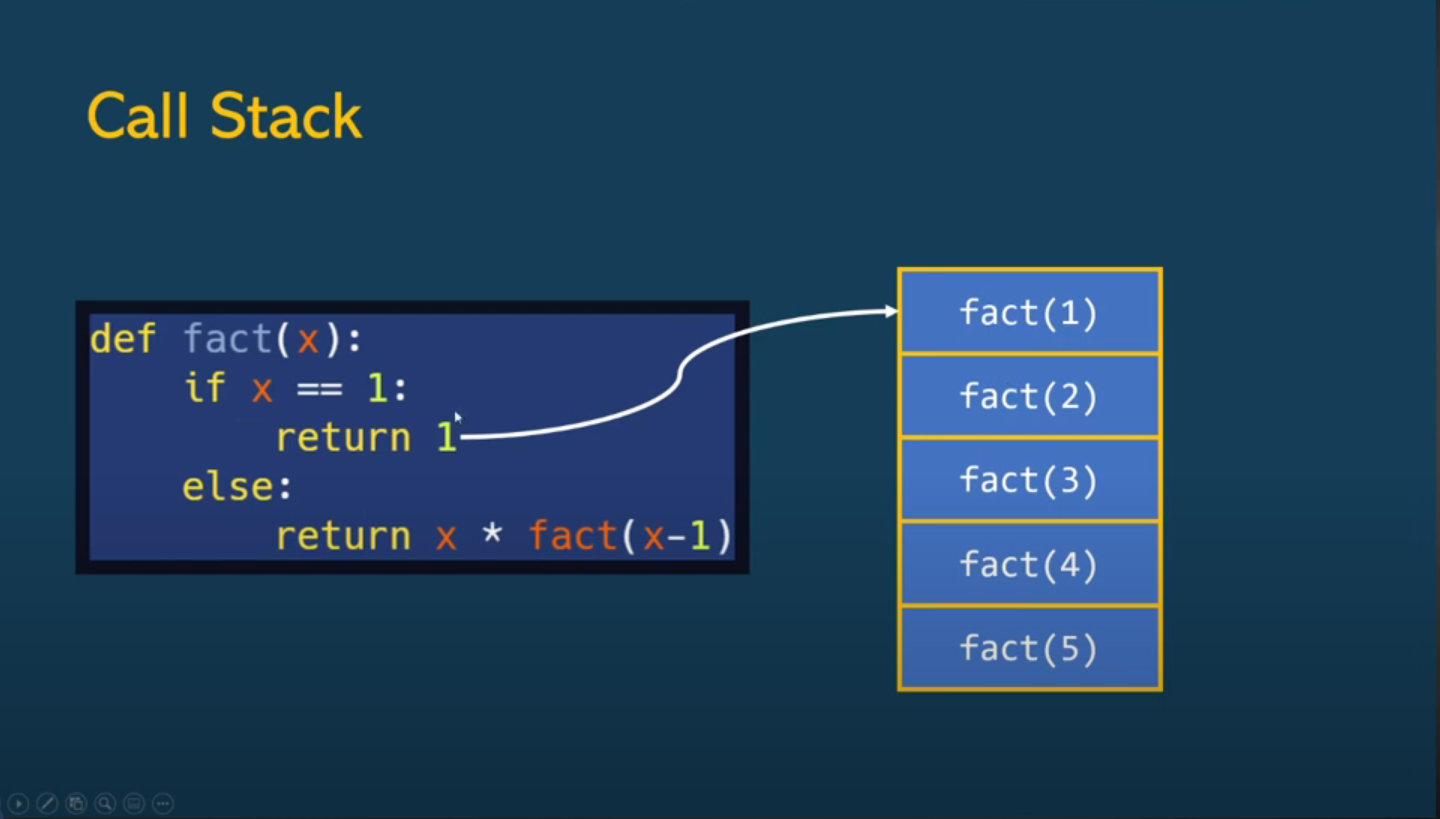 Call Stack
def fact(x):
    if x == 1:
        return 1
    else:
        return x * fact(x-1)
fact(1)
fact(2)
fact(3)
fact(4)
fact(5)